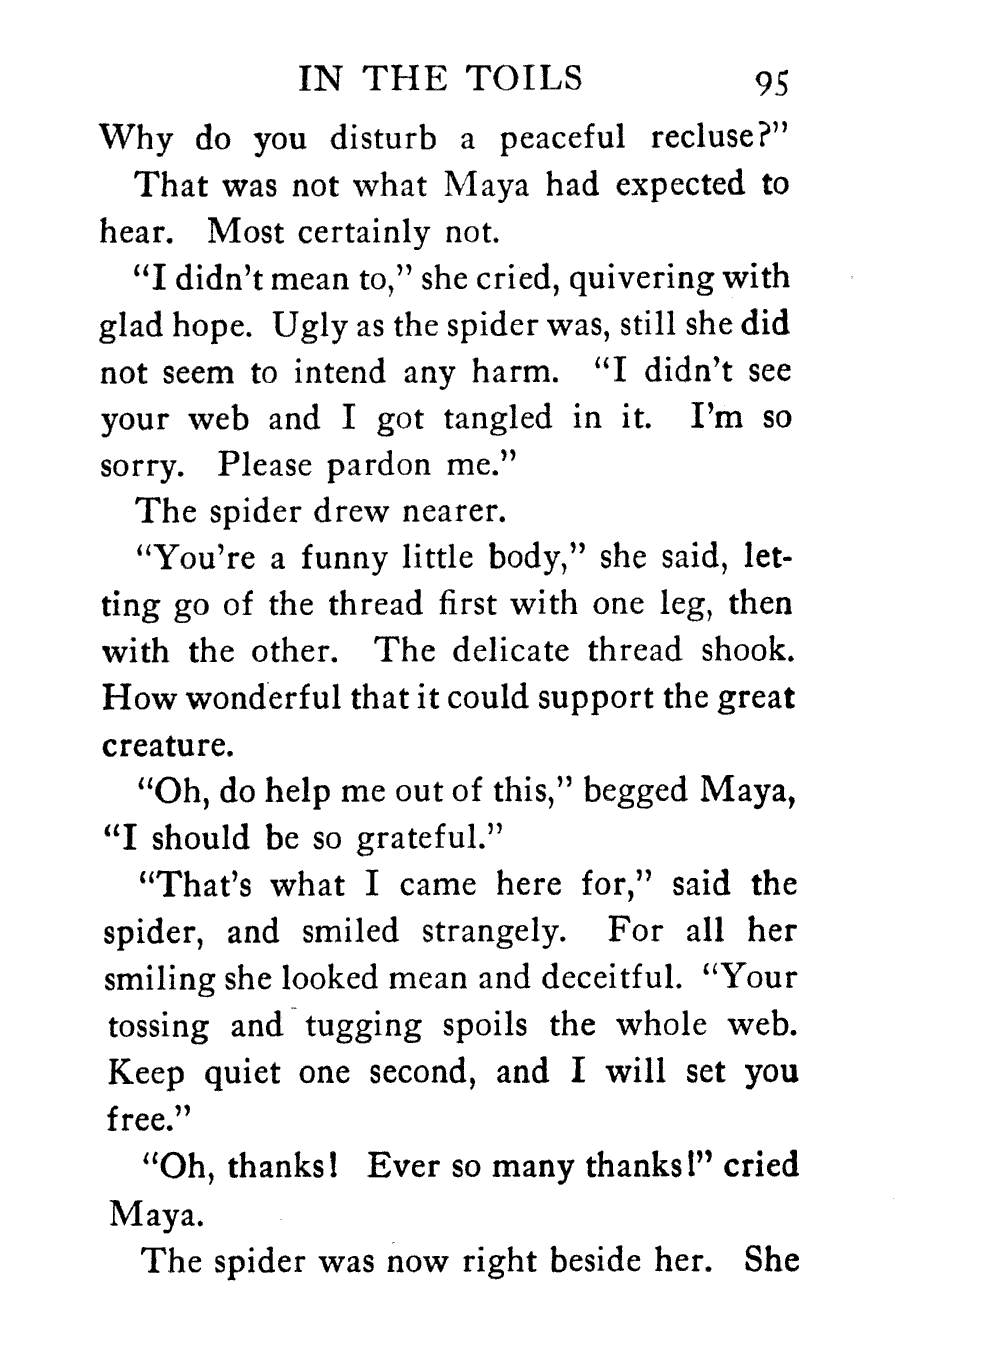 IN THE TOILS 95
Why do you disturb a peaceful recluse?”
That was not what Maya had expected to
hear. Most certainly not.
“I didn’t mean to,” she cried, quivering with
glad hope. Ugly as the spider was, still she did
not seem to intend any harm. “I didn’t see
your web and I got tangled in it. I’m so
sorry. Please pardon me.”
The spider drew nearer.
“You’re a funny little body,” she said, let-
ting go of the thread first with one leg, then
with the other. The delicate thread shook.
How wonderful that it could support the great
creature.
“Oh, do help me out of this,” begged Maya,
“I should be so grateful.”
“That’s what I came here for,” said the
spider, and smiled strangely. For all her
smiling she looked mean and deceitful. “Your
tossing and tugging spoils the whole web.
Keep quiet one second, and I will set you
free.”
“Oh, thanks! Ever so many thanks!” cried
Maya.
The spider was now right beside her. She